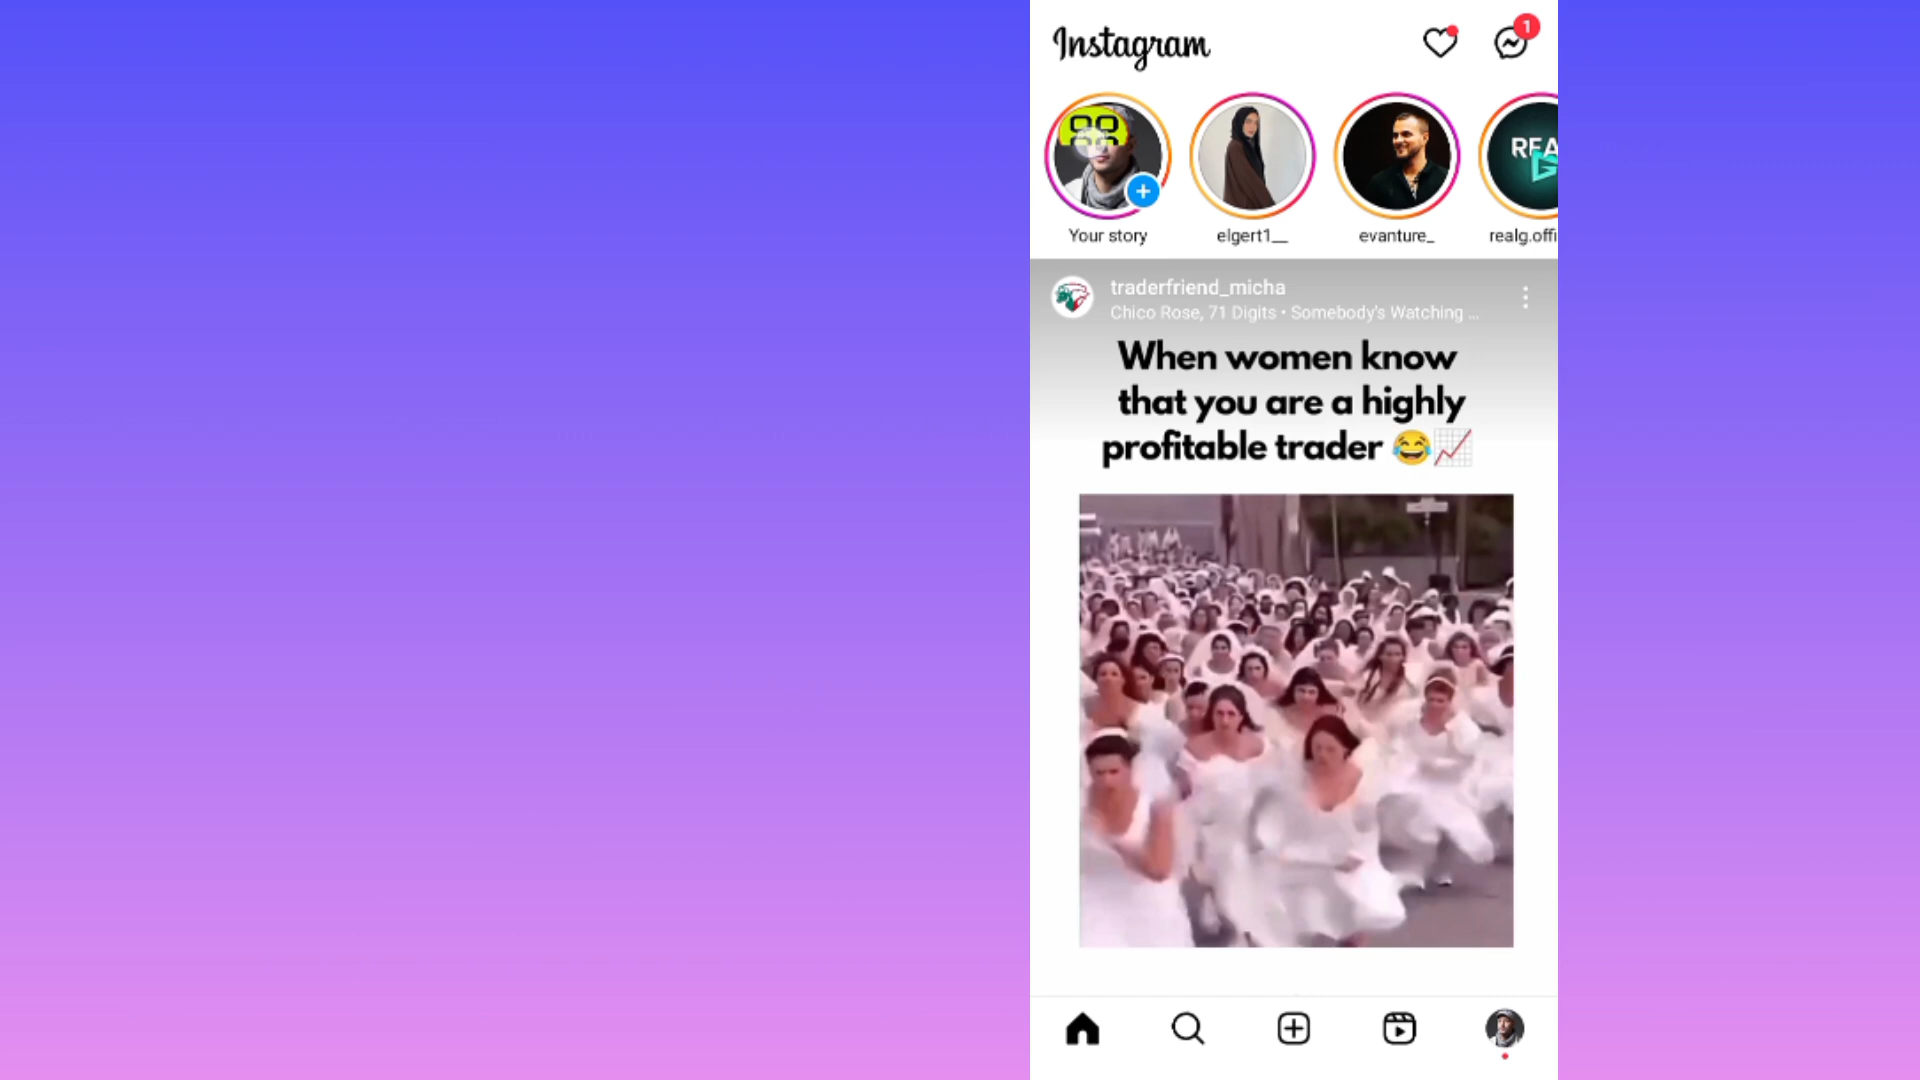 Instagram
1
Your story
elgert1__
evanture_
realg.offi
REA
traderfriend_micha
Chico Rose, 71 Digits • Somebody's Watching ...
When women know
that you are a highly
profitable trader 😂📈